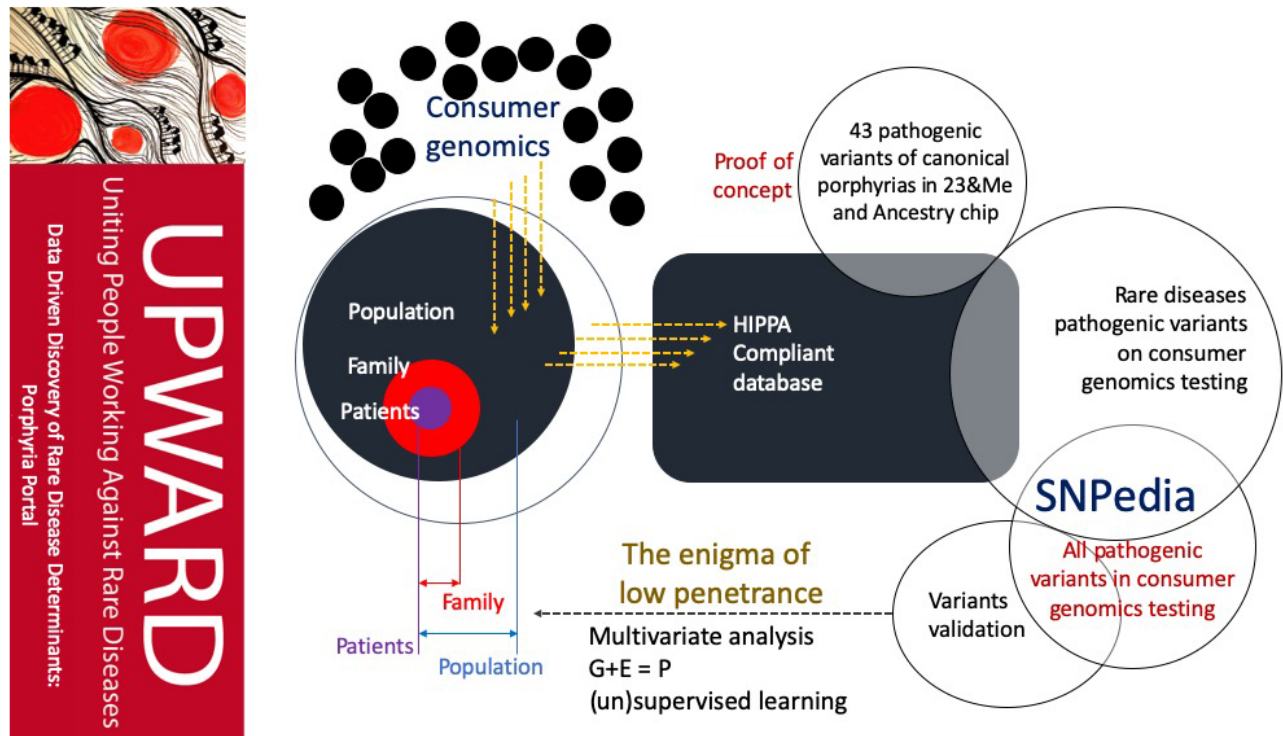 UPWARD
Uniting People Working Against Rare Diseases
Data Driven Discovery of Rare Disease Determinants:
Porphyria Portal
Consumer
genomics
Population
Family
Patients
Family
Patients
Population
HIPPA
Compliant
database
Proof of
concept
43 pathogenic
variants of canonical
porphyrias in 23&Me
and Ancestry chip
Rare diseases
pathogenic variants
on consumer
genomics testing
SNPedia
All pathogenic
variants in consumer
genomics testing
Variants
validation
The enigma of
low penetrance
Multivariate analysis
G+E = P
(un)supervised learning